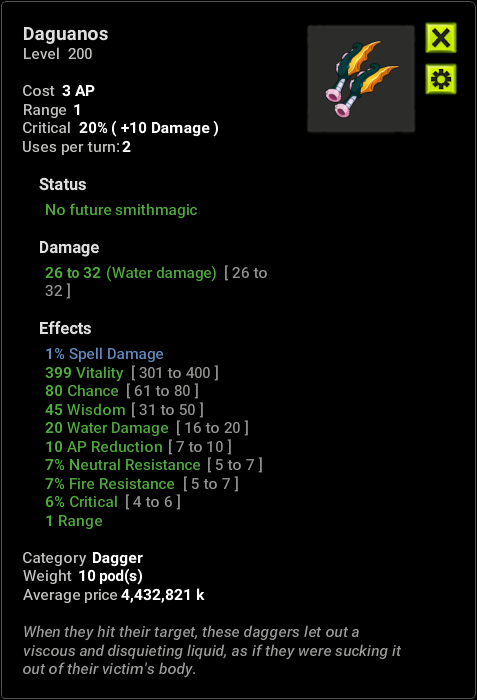 Daguanos
Level 200
Cost 3 AP
Range 1
Critical 20% ( +10 Damage )
Uses per turn: 2
Status
No future smithmagic
Damage
26 to 32 (Water damage) [ 26 to
32 ]
Effects
1% Spell Damage
399 Vitality [ 301 to 400 ]
80 Chance [ 61 to 80 ]
45 Wisdom [ 31 to 50 ]
20 Water Damage [ 16 to 20 ]
10 AP Reduction [ 7 to 10 ]
7% Neutral Resistance [ 5 to 7 ]
7% Fire Resistance [ 5 to 7 ]
6% Critical [ 4 to 6 ]
1 Range
Category Dagger
Weight 10 pod(s)
Average price 4,432,821 k
When they hit their target, these daggers let out a
viscous and disquieting liquid, as if they were sucking it
out of their victim's body.